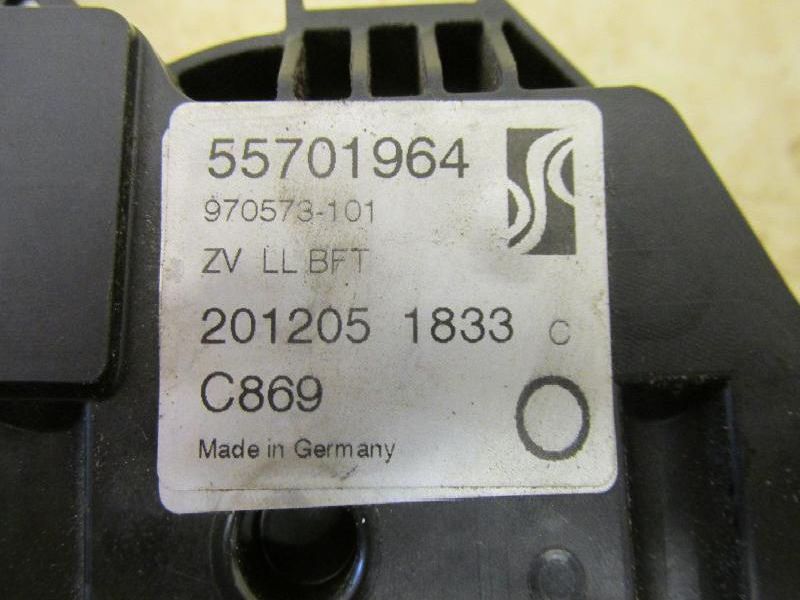 55701964
970573-101
ZV LL BFT
201205 1833 C
C869
Made in Germany